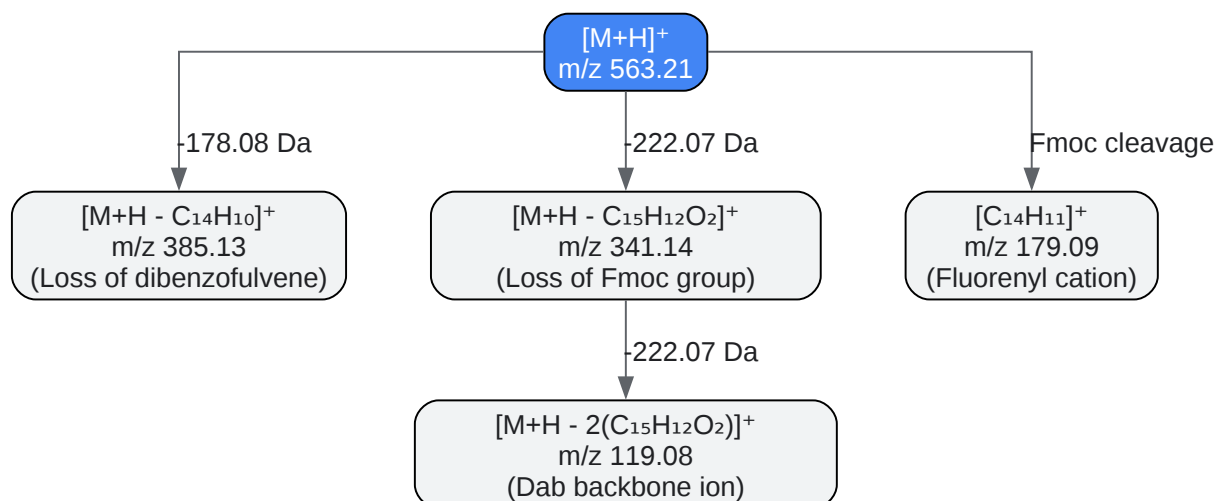 [M+H]⁺
m/z 563.21
-178.08 Da
-222.07 Da
Fmoc cleavage
[M+H - C₁₄H₁₀]⁺
m/z 385.13
(Loss of dibenzofulvene)
[M+H - C₁₅H₁₂O₂]⁺
m/z 341.14
(Loss of Fmoc group)
[C₁₄H₁₁]⁺
m/z 179.09
(Fluorenyl cation)
-222.07 Da
[M+H - 2(C₁₅H₁₂O₂)]⁺
m/z 119.08
(Dab backbone ion)